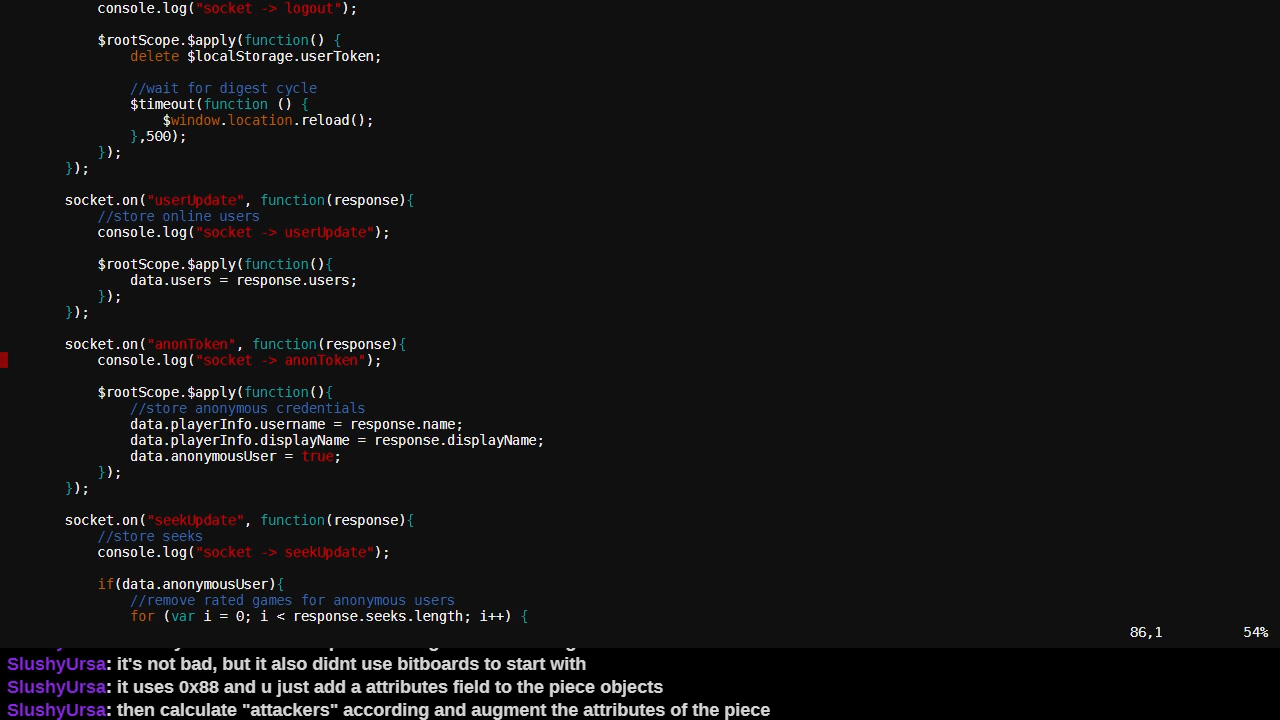 console.log("socket -> logout");
$rootScope.$apply(function() {
delete $localStorage.userToken;
//wait for digest cycle
$timeout(function () {
$window.location.reload();
},500);
});
});
socket.on("userUpdate", function(response){
//store online users
console.log("socket -> userUpdate");
$rootScope.$apply(function(){
data.users = response.users;
});
});
socket.on("anonToken", function(response){
console.log("socket -> anonToken");
$rootScope.$apply(function(){
//store anonymous credentials
data.playerInfo.username = response.name;
data.playerInfo.displayName = response.displayName;
data.anonymousUser = true;
});
});
socket.on("seekUpdate", function(response){
//store seeks
console.log("socket -> seekUpdate");
if(data.anonymousUser){
//remove rated games for anonymous users
for (var i = 0; i < response.seeks.length; i++) {
86,1 54%
SlushyUrsa: it's not bad, but it also didnt use bitboards to start with
SlushyUrsa: it uses 0x88 and u just add a attributes field to the piece objects
SlushyUrsa: then calculate "attackers" according and augment the attributes of the piece